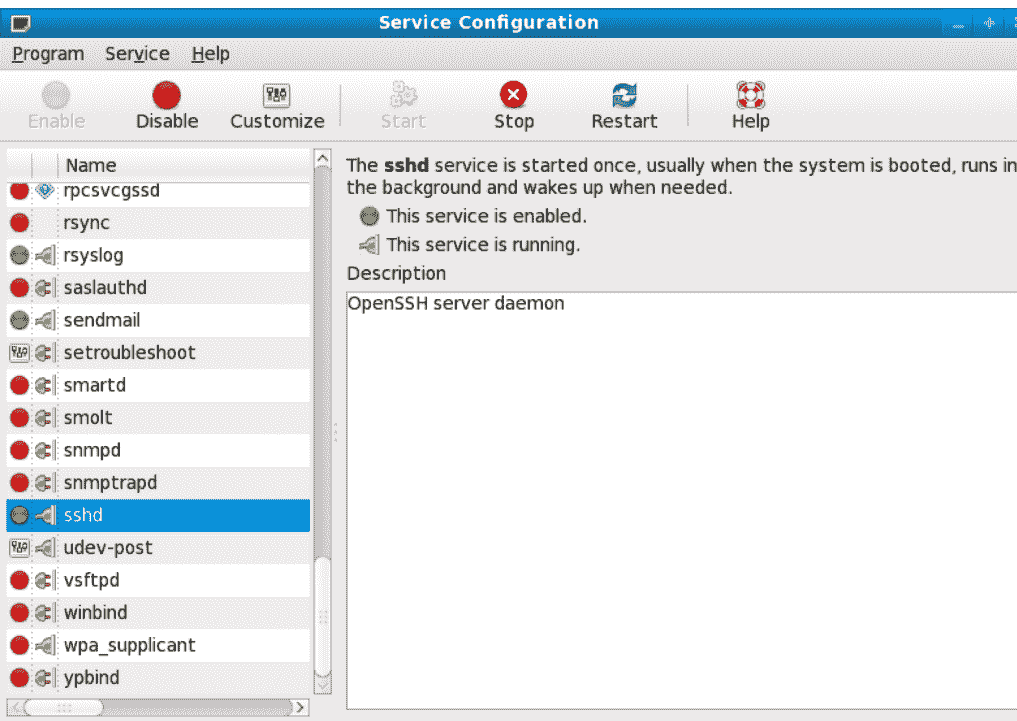 Service Configuration
Program Service Help
Enable Disable Customize Start Stop Restart Help
Name
rpcsvcgssd
rsync
rsyslog
saslauthd
sendmail
setroubleshoot
smartd
smolt
snmpd
snmptrapd
sshd
udev-post
vsftpd
winbind
wpa_supplicant
ypbind
The sshd service is started once, usually when the system is booted, runs in
the background and wakes up when needed.
This service is enabled.
This service is running.
Description
OpenSSH server daemon